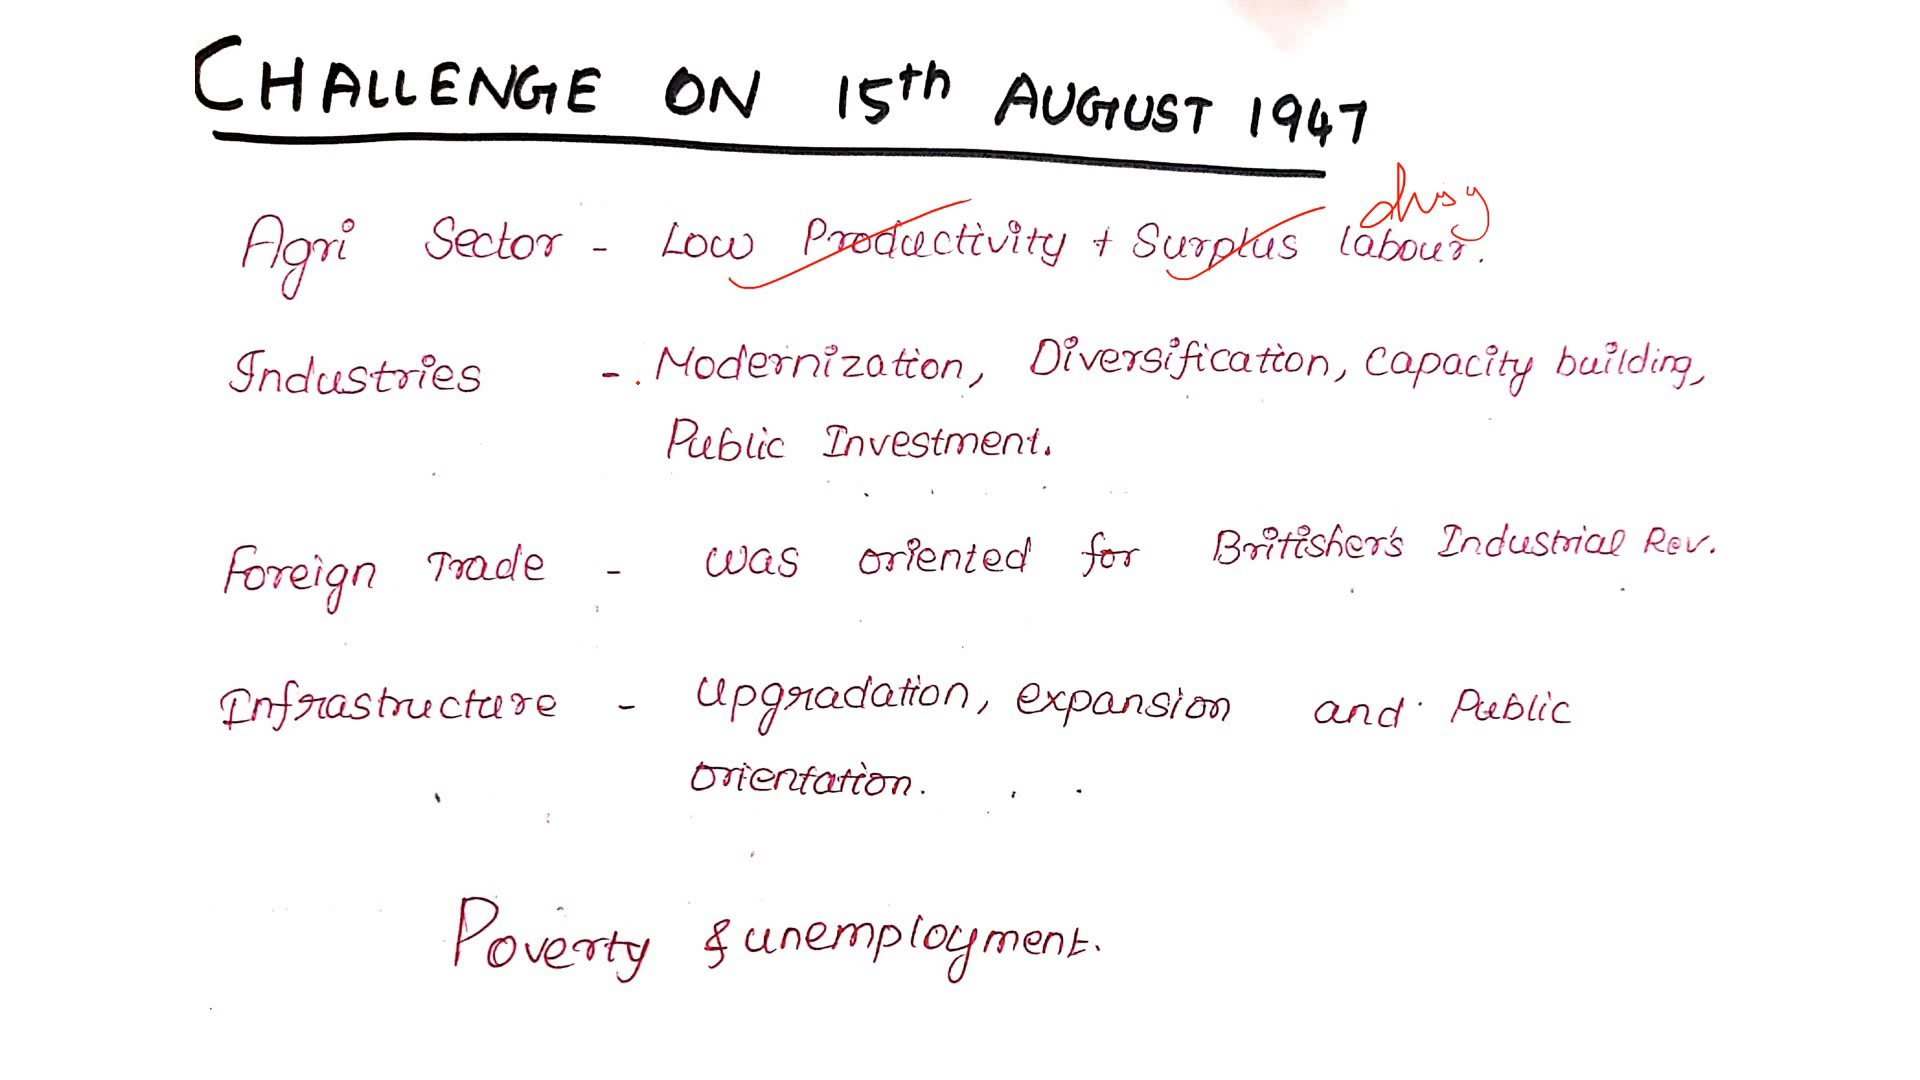 CHALLENGE ON 15th AUGUST 1947
Agri Sector - Low Productivity + Surplus labour.
Industries - Modernization, Diversification, Capacity building,
Public Investment.
Foreign Trade - was oriented for Britisher's Industrial Rev.
Infrastructure - Upgradation, expansion and Public
orientation.
Poverty & unemployment.